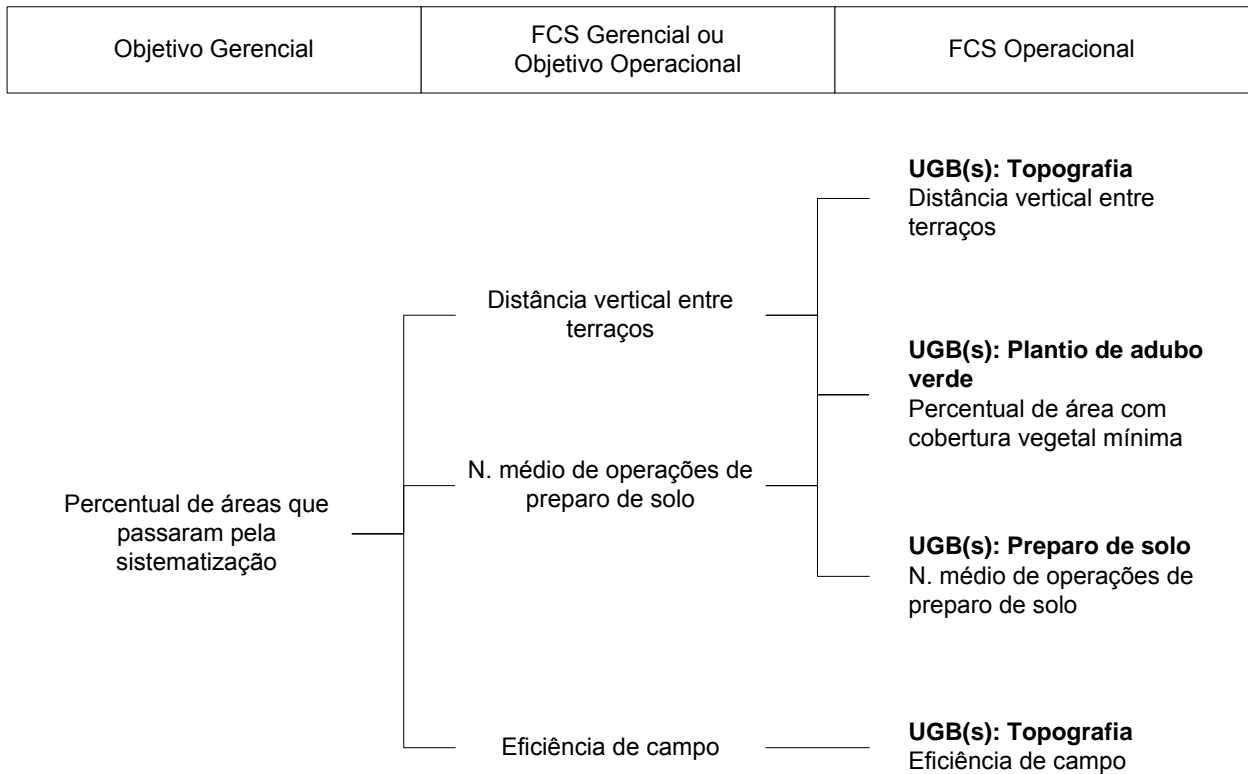 Objetivo Gerencial
FCS Gerencial ou
Objetivo Operacional
FCS Operacional
UGB(s): Topografia
Distância vertical entre
terraços
Distância vertical entre
terraços
UGB(s): Plantio de adubo
verde
Percentual de área com
cobertura vegetal mínima
N. médio de operações de
preparo de solo
Percentual de áreas que
passaram pela
sistematização
UGB(s): Preparo de solo
N. médio de operações de
preparo de solo
Eficiência de campo
UGB(s): Topografia
Eficiência de campo